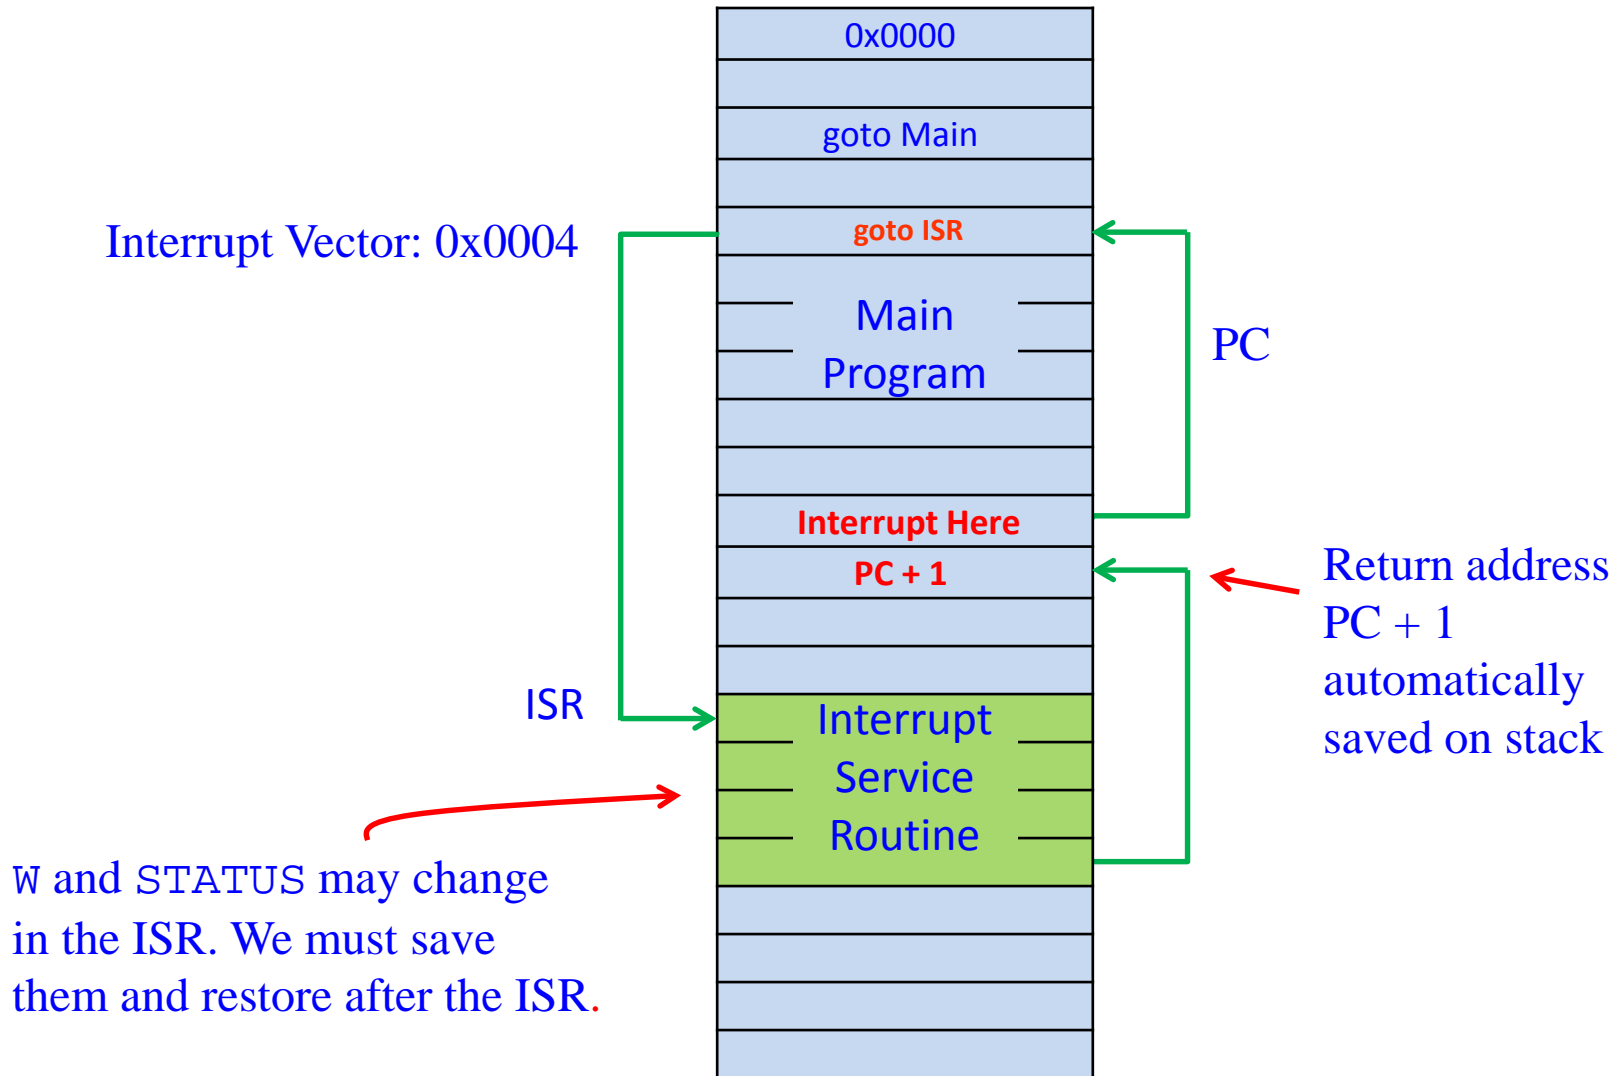 0x0000
goto Main
Interrupt Vector: 0x0004
goto ISR
Main
Program
PC
Interrupt Here
PC + 1
Return address
PC + 1
automatically
saved on stack
ISR
Interrupt
Service
Routine
W and STATUS may change
in the ISR. We must save
them and restore after the ISR.